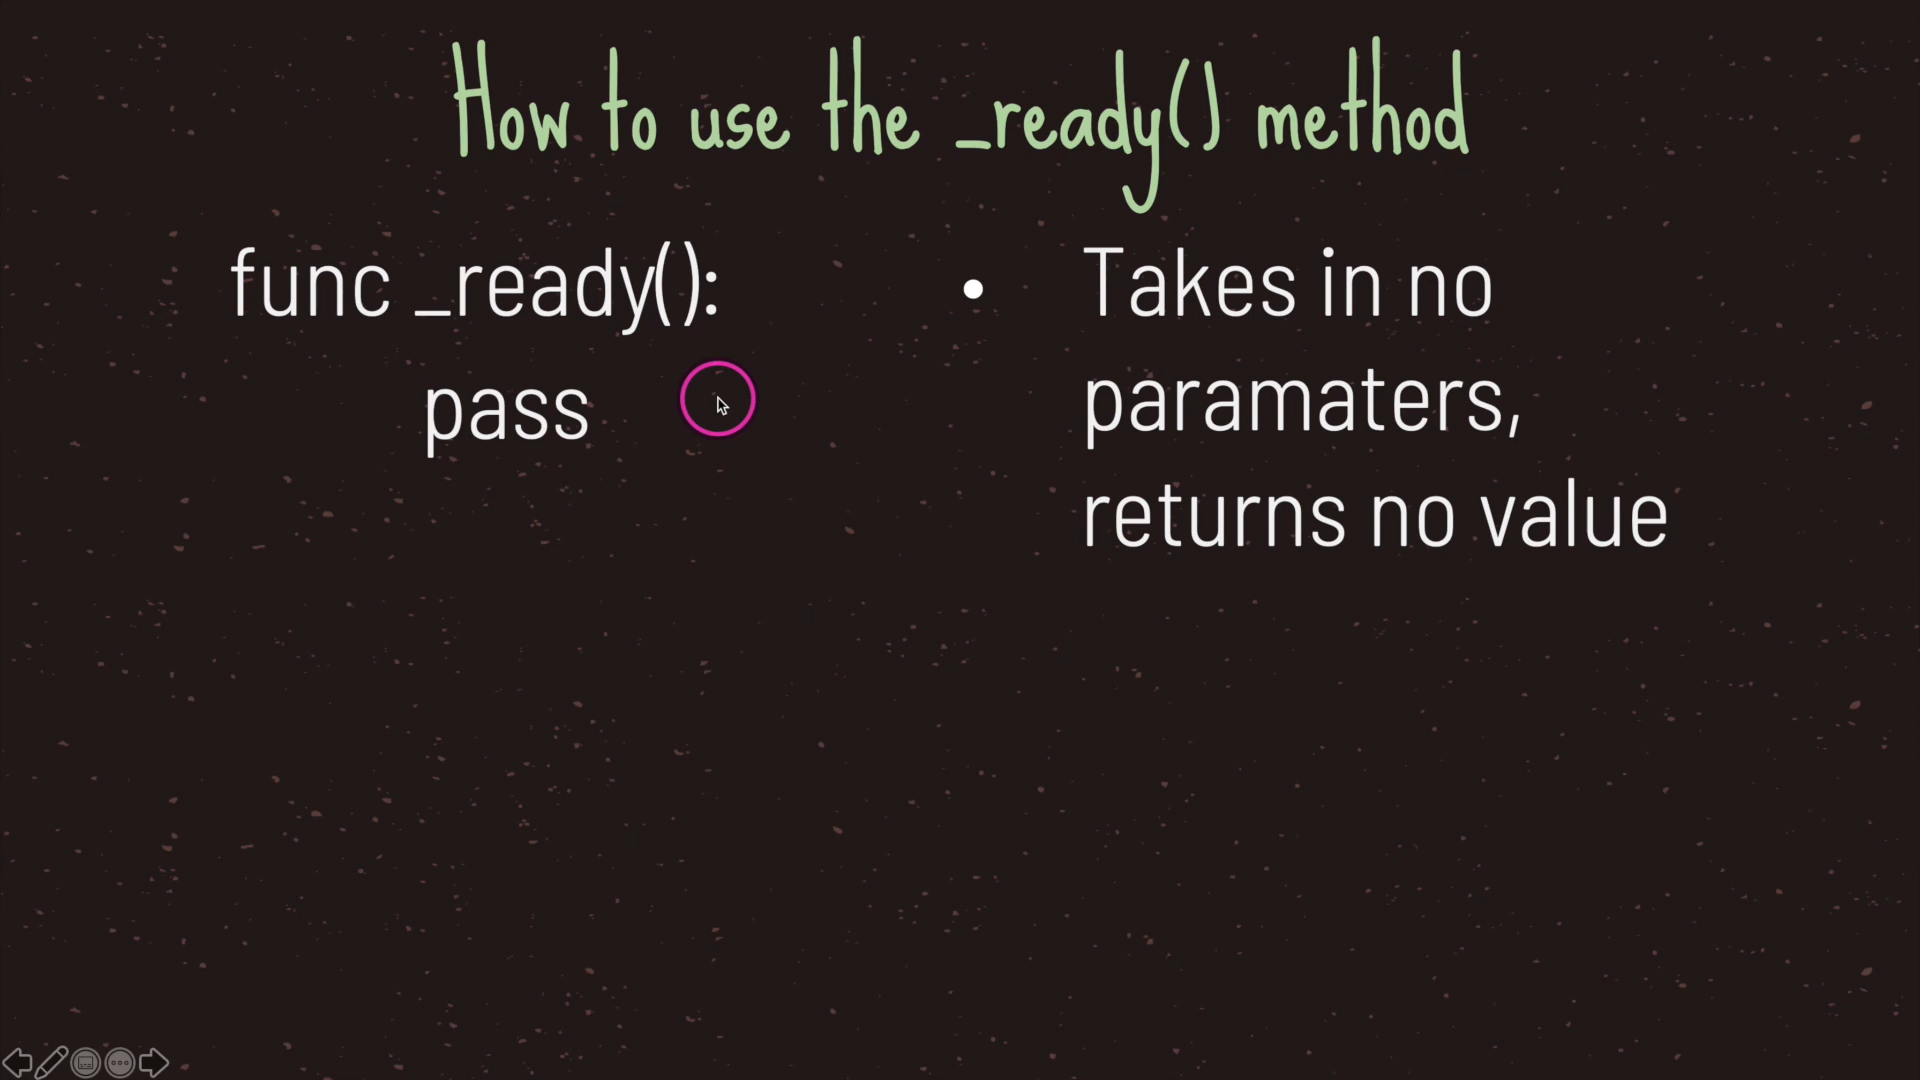 How to use the _ready() method
func _ready():
pass
• Takes in no
paramaters,
returns no value